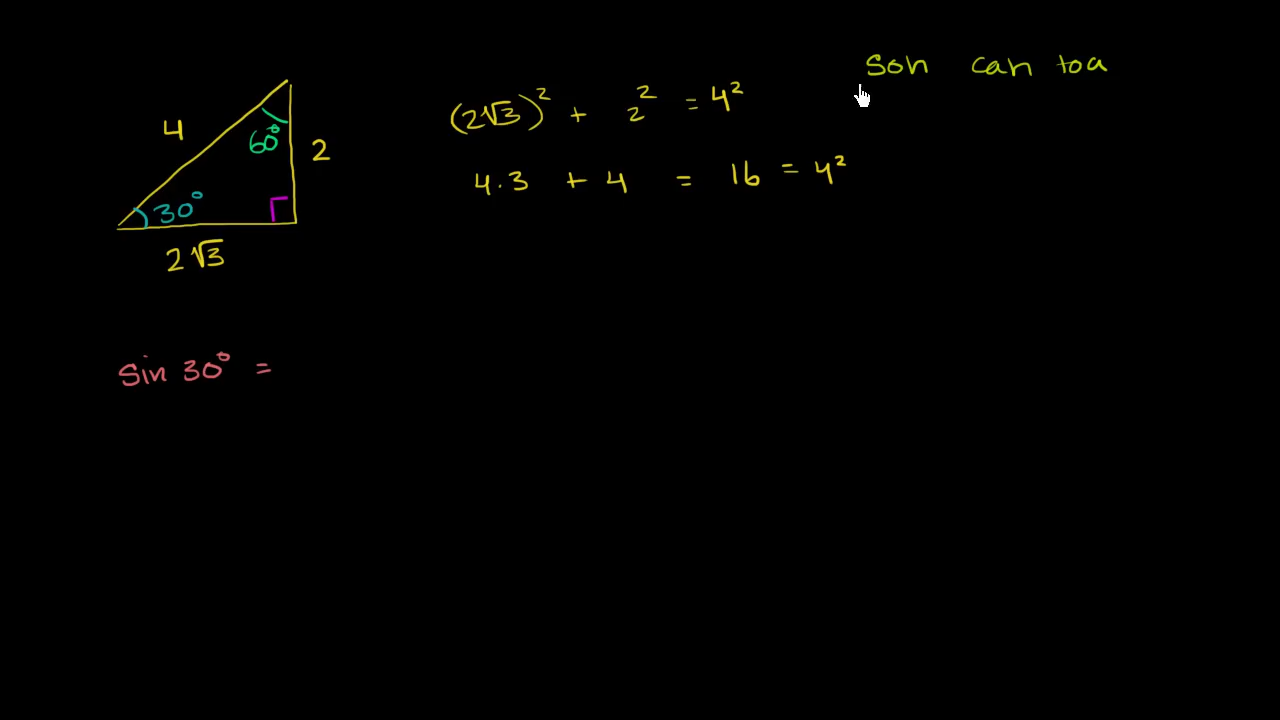 soh cah toa
(2√3)² + 2² = 4²
4·3 + 4 = 16 = 4²
4
60°
2
30°
2√3
sin 30° =